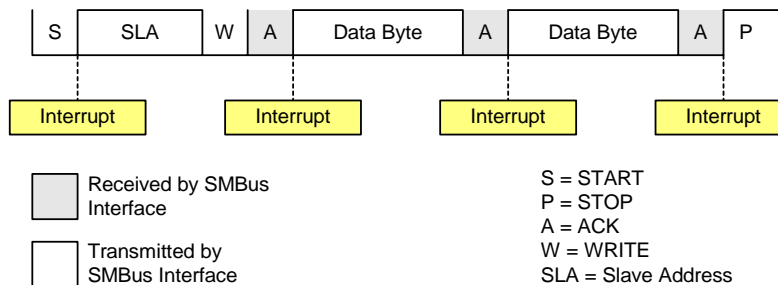 S SLA W A Data Byte A Data Byte A P
Interrupt Interrupt Interrupt Interrupt
Received by SMBus
Interface
Transmitted by
SMBus Interface
S = START
P = STOP
A = ACK
W = WRITE
SLA = Slave Address